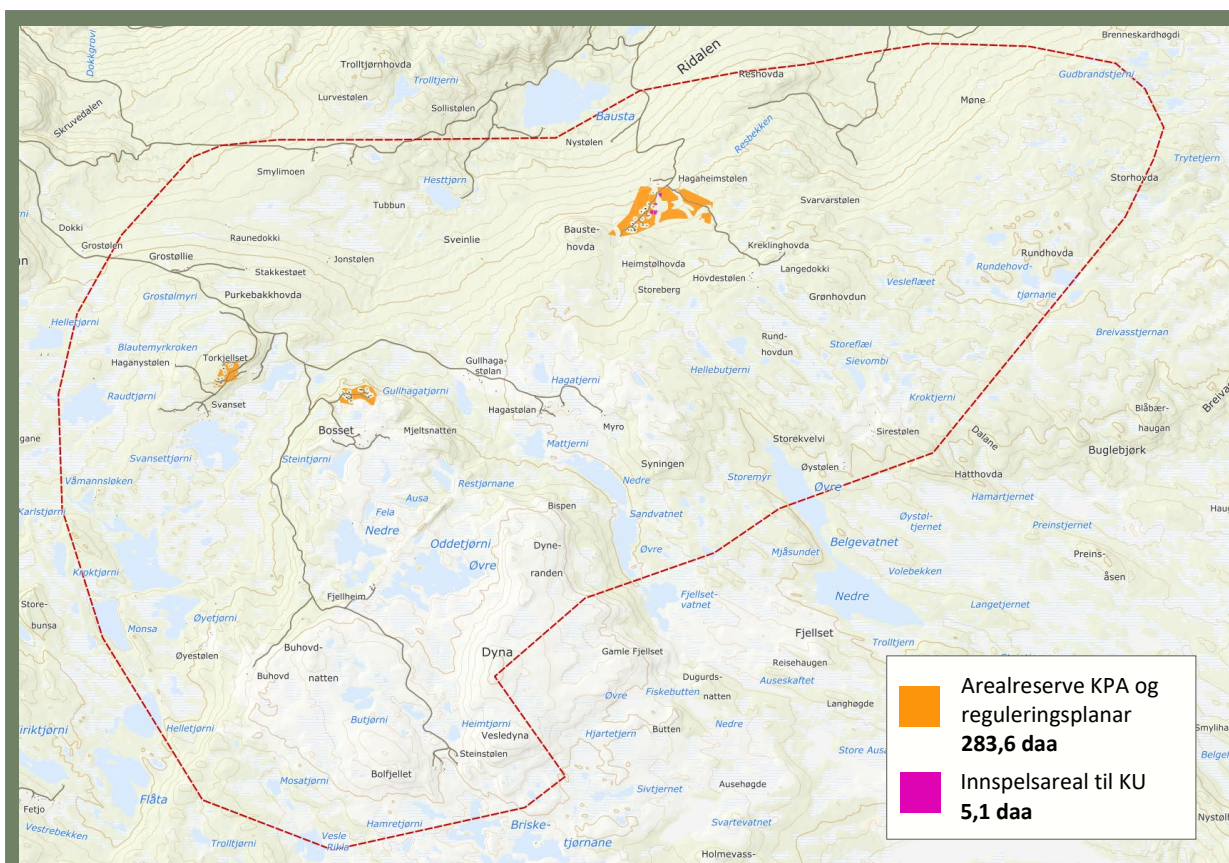 Brenneskardhøgdi
Dokkgrovi
Ridalen
Trolltjørnhovda
Trolltjerni
Reshovda
Gudbrandstjerni
Lurvestølen
Sollistølen
Møne
Skruvedalen
Bausta
Resbekken
Nystølen
Trytetjern
Smylimoen
Hesttjørn
Hagaheimstølen
Storhovda
Tubbun
Svarvarstølen
Dokki
Grostølen
Raunedokki
Sveinlie
Bauste-
hovda
Kreklinghovda
Rundhovda
Grostøllie
Jonstølen
Heimstølhovda
Langedokki
Rundehovd-
tjørnane
Stakkestøet
Hovdestølen
Storeberg
Vesleflæet
Grostølmyri
Purkebakkhovda
Grønhovdun
Helletjørni
Breivasstjernan
Blautemyrkroken
Rund-
hovdun
Storeflæi
Haganystølen
Torkjellset
Gullhaga-
stølan
Sievombi
Hellebutjerni
Hagatjerni
Raudtjørni
Gullhagatjørni
Kroktjerni
Svanset
Hagastølan
Blåbær-
haugan
Breiva
Bosset
Mjeltsnatten
Myro
Sirestølen
Dalane
gane
Mattjerni
Storekvelvi
Buglebjørk
Svansettjørni
Steintjørni
Syningen
Øystølen
Hatthovda
Våmannsløken
Restjørnane
Nedre
Storemyr
Øvre
Ausa
Hamartjernet
Karlstjørni
Fela
Bispen
Sandvatnet
Øystøl-
tjernet
Preinstjernet
Nedre
Oddetjørni
Øvre
Dyne-
randen
Øvre
Belgevatnet
Mjåsundet
Preins-
åsen
Kroktjørni
Volebekken
Fjellheim
Fjellset-
vatnet
Nedre
Store-
bunsa
Monsa
Øyetjørni
Langetjernet
Fjellset
Trolltjern
Øyestølen
Buhovd-
natten
Dyna
Gamle Fjellset
Reisehaugen
Buhovd
Dugurds-
natten
Auseskaftet
Øvre
Fiskebutten
Langhøgde
Butjørni
Heimtjørni
Helletjørni
Vesledyna
Hjartetjern
Butten
Nedre
Steinstølen
Store Ausa
Bolfjellet
Mosatjørni
Ausehøgde
Sivtjernet
Flåta
Fetjo
Vestrebekken
Hamretjørni
Svartevatnet
Briske-
tjørnane
Trolltjørni
Vesle
Rikla
Holmevass-
Arealreserve KPA og
reguleringsplanar
283,6 daa
Innspelsareal til KU
5,1 daa